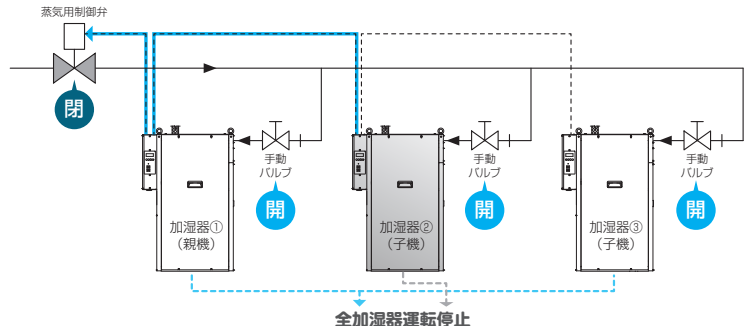 蒸気用制御弁
閉
手動
バルブ
開
手動
バルブ
開
手動
バルブ
開
加湿器①
（親機）
加湿器②
（子機）
加湿器③
（子機）
全加湿器運転停止